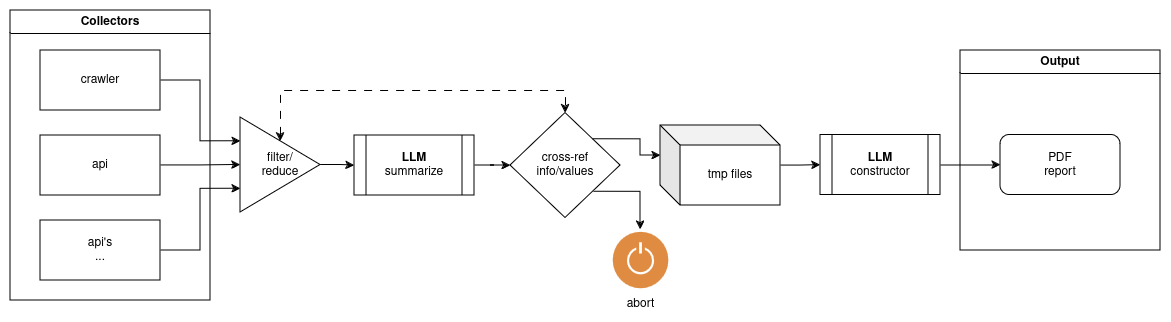 Collectors
crawler
api
api's
...
filter/
reduce
LLM
summarize
cross-ref
info/values
abort
tmp files
LLM
constructor
Output
PDF
report